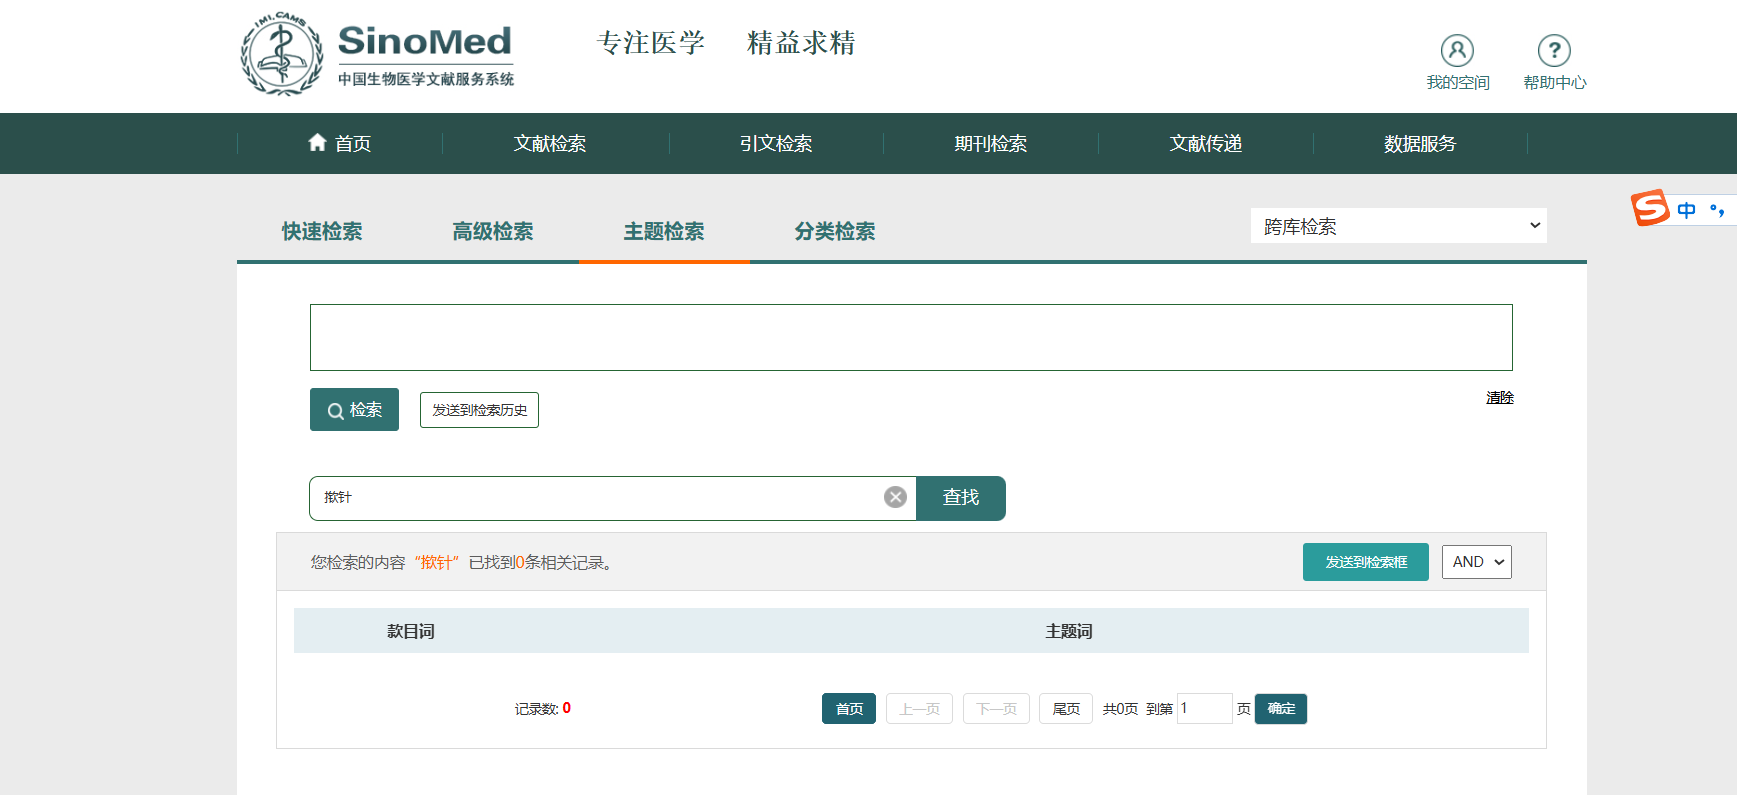 IMI.CAMS
SinoMed
中国生物医学文献服务系统
专注医学 精益求精
我的空间 帮助中心
首页 文献检索 引文检索 期刊检索 文献传递 数据服务
快速检索 高级检索 主题检索 分类检索 跨库检索
S 中 °,
检索 发送到检索历史 清除
揿针 查找
您检索的内容“揿针”已找到0条相关记录。 发送到检索框 AND
款目词 主题词
记录数: 0 首页 上一页 下一页 尾页 共0页 到第 1 页 确定